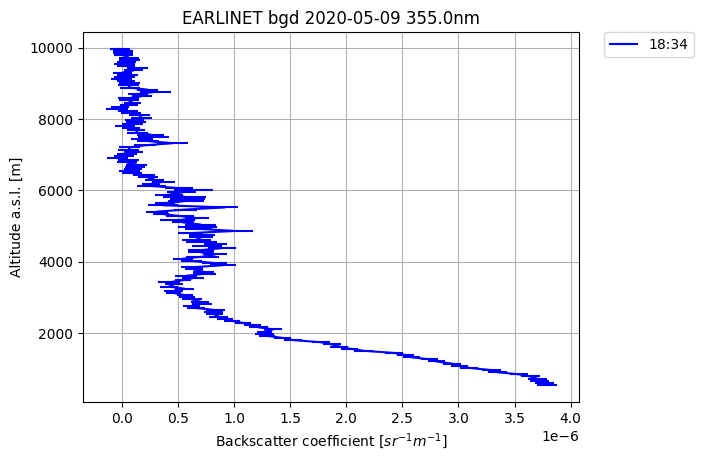 EARLINET bgd 2020-05-09 355.0nm
18:34
10000
8000
6000
4000
2000
Altitude a.s.l. [m]
0.0 0.5 1.0 1.5 2.0 2.5 3.0 3.5 4.0
1e−6
Backscatter coefficient [sr⁻¹m⁻¹]